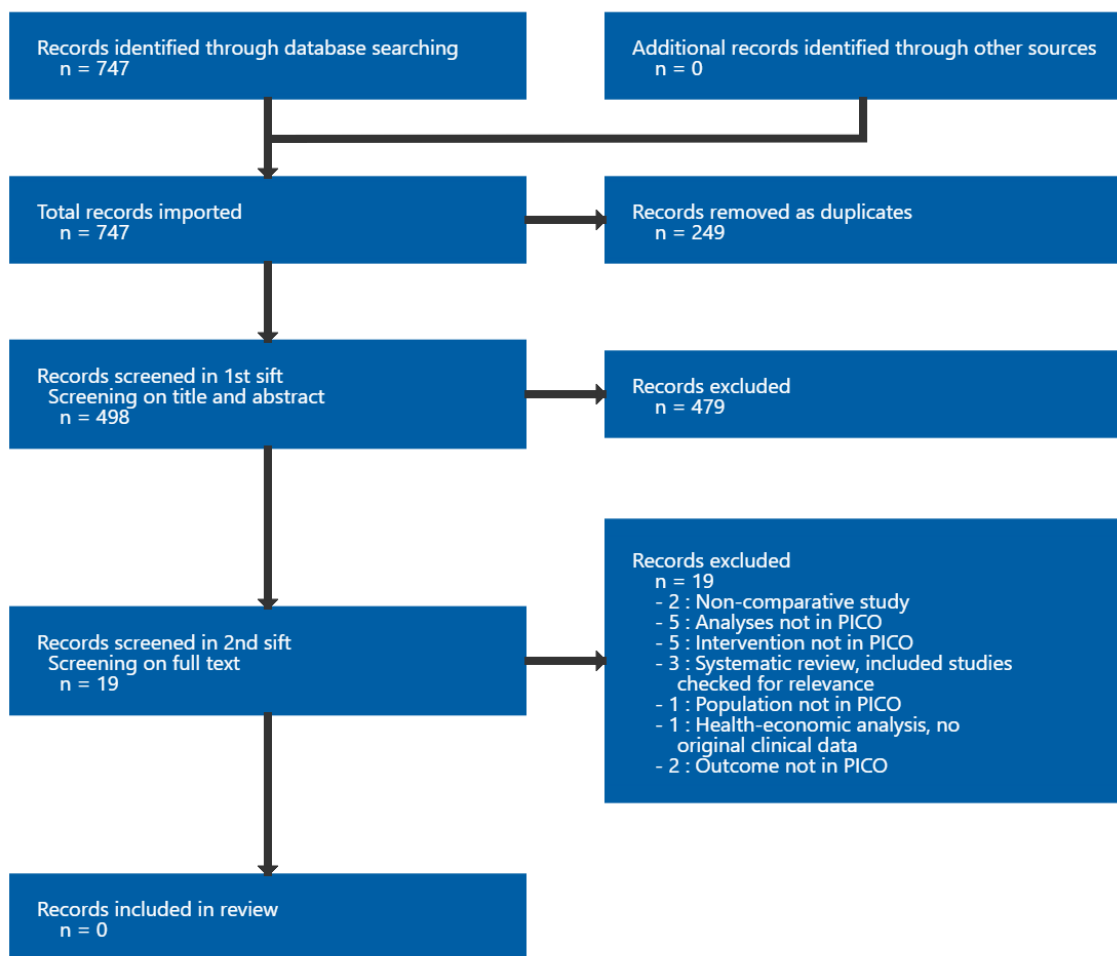 Records identified through database searching
n = 747
Additional records identified through other sources
n = 0
Total records imported
n = 747
Records removed as duplicates
n = 249
Records screened in 1st sift
Screening on title and abstract
n = 498
Records excluded
n = 479
Records screened in 2nd sift
Screening on full text
n = 19
Records excluded
n = 19
- 2 : Non-comparative study
- 5 : Analyses not in PICO
- 5 : Intervention not in PICO
- 3 : Systematic review, included studies
checked for relevance
- 1 : Population not in PICO
- 1 : Health-economic analysis, no
original clinical data
- 2 : Outcome not in PICO
Records included in review
n = 0